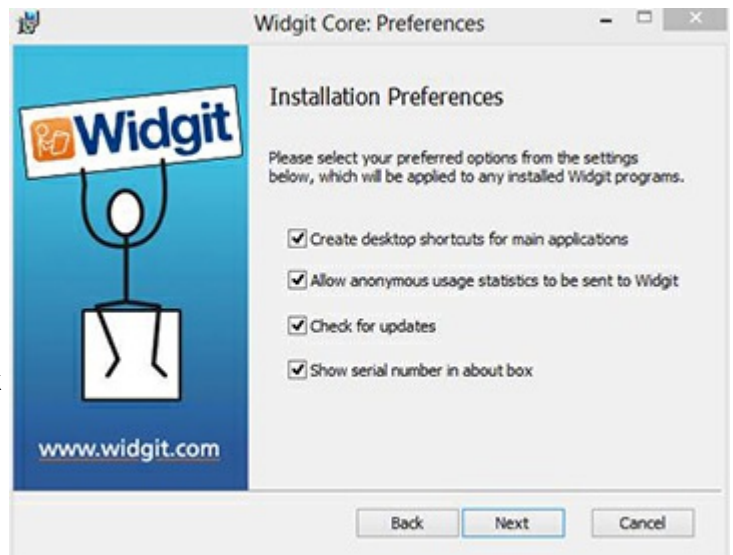 Widgit Core: Preferences
Widgit
Installation Preferences
Please select your preferred options from the settings
below, which will be applied to any installed Widgit programs.
Create desktop shortcuts for main applications
Allow anonymous usage statistics to be sent to Widgit
Check for updates
Show serial number in about box
www.widgit.com
Back Next Cancel